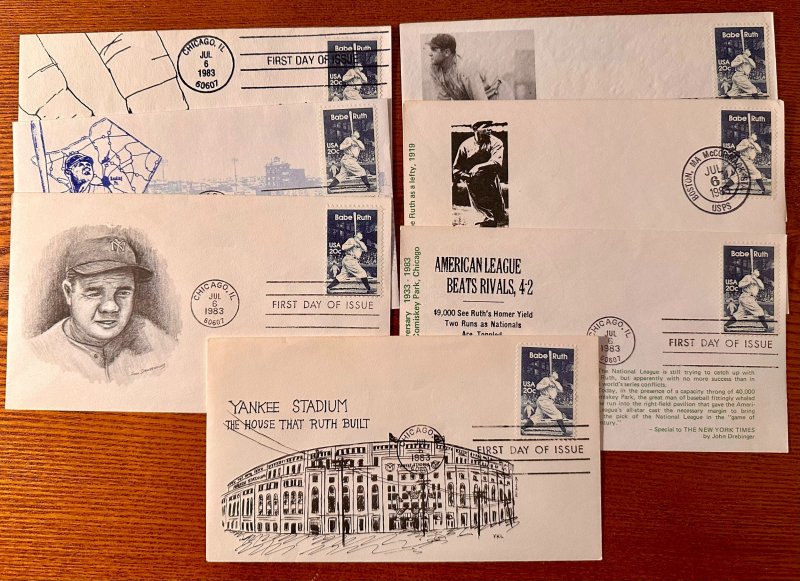 CHICAGO, IL
JUL
6
1983
60607
FIRST DAY OF ISSUE
Babe Ruth
USA
20c
Babe Ruth
USA
20c
Babe Ruth
USA
20c
CHICAGO, IL
JUL
6
1983
60607
FIRST DAY OF ISSUE
NY
Babe Ruth
USA
20c
Babe Ruth
USA
20c
BOSTON, MA
JUL
6
USPS
Ruth as a lefty, 1919
1933 - 1983
Comiskey Park, Chicago
AMERICAN LEAGUE
BEATS RIVALS, 4-2
49,000 See Ruth's Homer Yield
Two Runs as Nationals
Are Toppled
Babe Ruth
USA
20c
CHICAGO, IL
JUL
6
1983
60607
FIRST DAY OF ISSUE
The National League is still trying to catch up with
Ruth, but apparently with no more success than in
world's series conflicts.
today, in the presence of a capacity throng of 40,000
Comiskey Park, the great man of baseball fittingly whaled
run into the right-field pavilion that gave the Ameri-
League's all-star cast the necessary margin to bring
the pick of the National League in the "game of
century."
- Special to THE NEW YORK TIMES
by John Drebinger
YANKEE STADIUM
THE HOUSE THAT RUTH BUILT
Babe Ruth
USA
20c
CHICAGO, IL
1983
FIRST DAY OF ISSUE
YKL